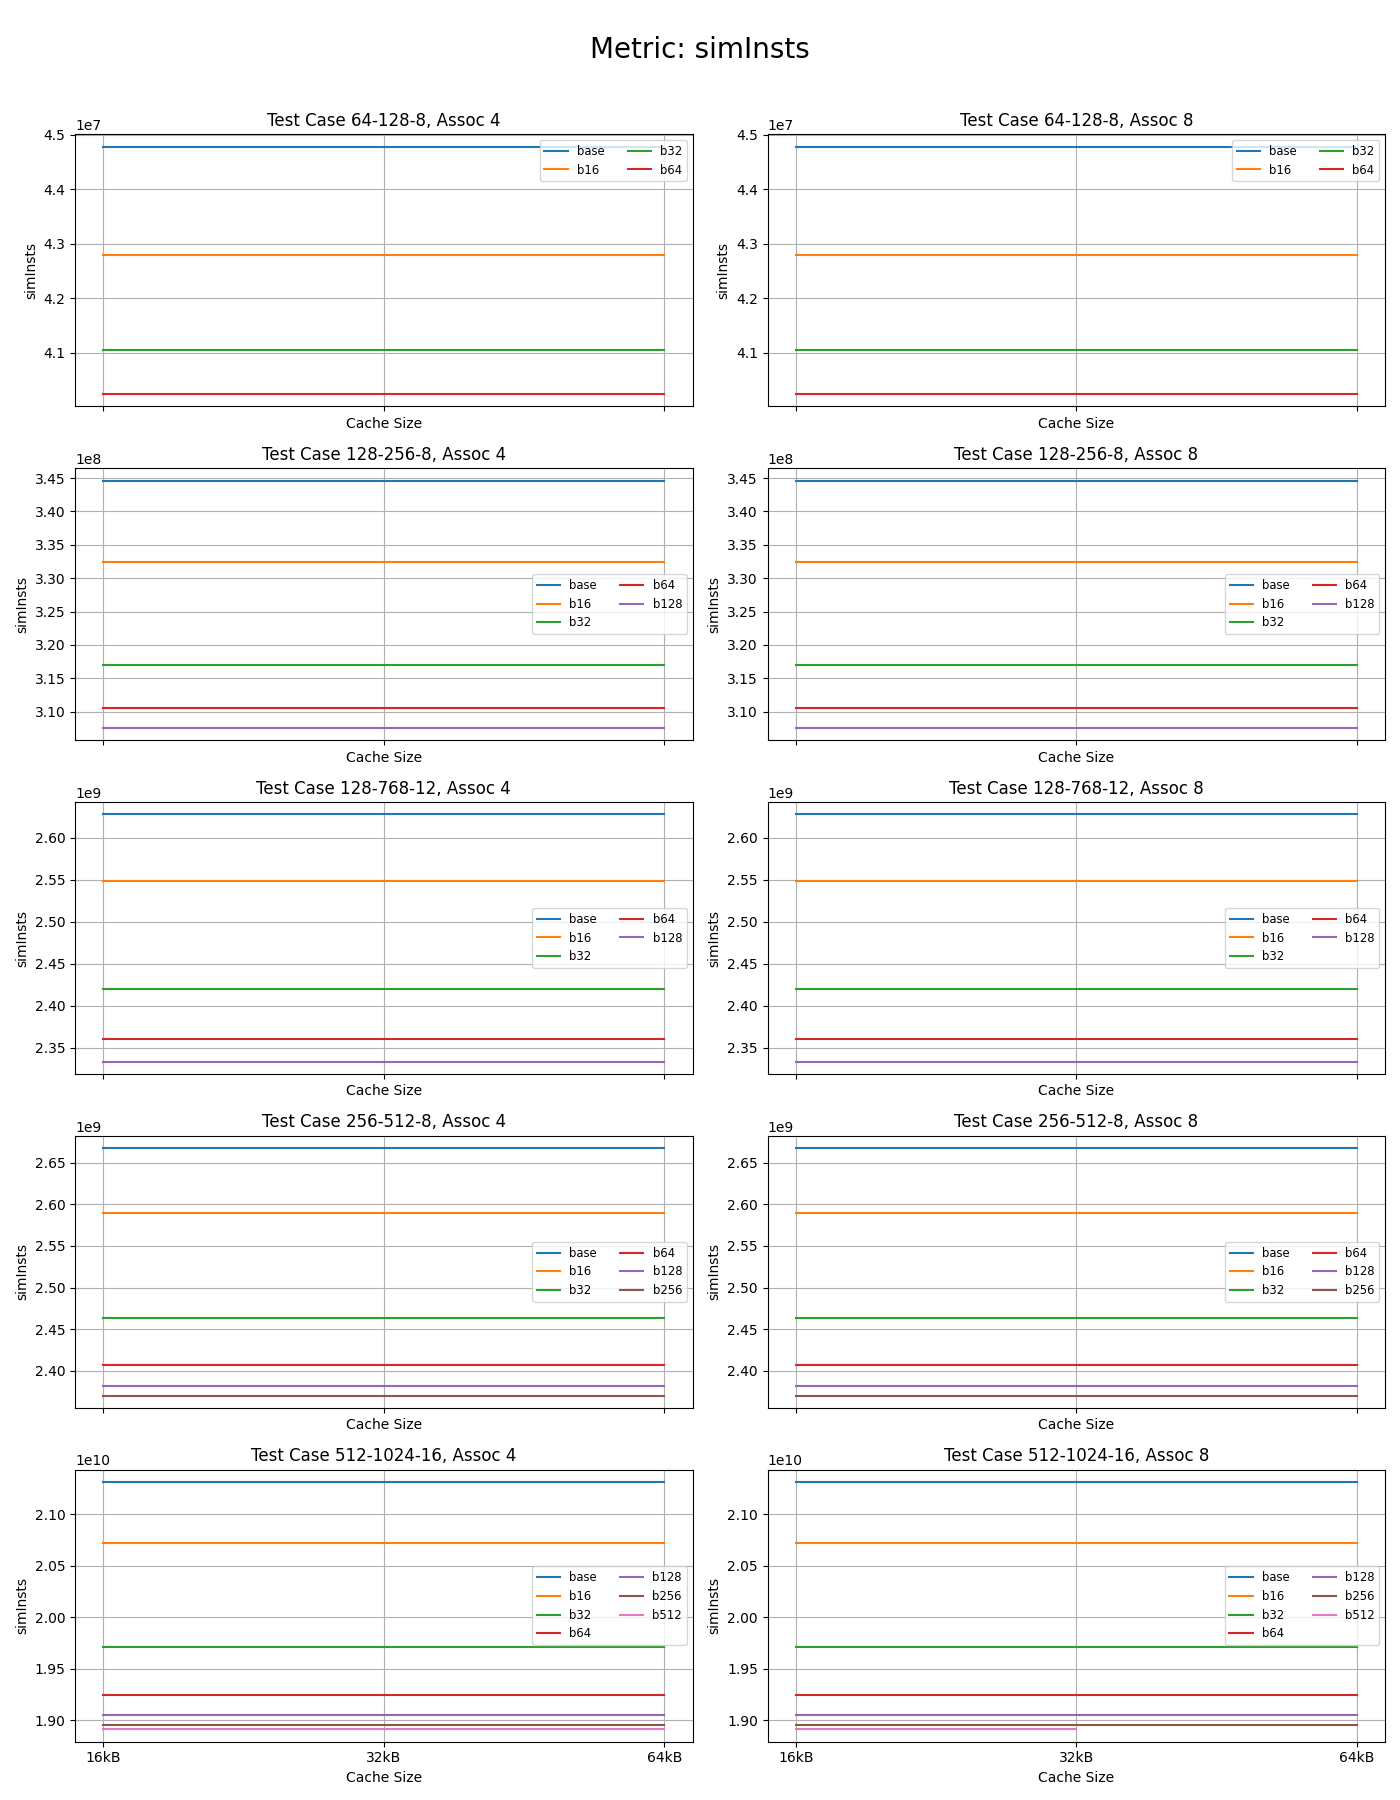 Metric: simInsts
Test Case 64-128-8, Assoc 4
1e7
4.5
4.4
4.3
4.2
4.1
simInsts
base b32
b16 b64
Cache Size
Test Case 64-128-8, Assoc 8
1e7
4.5
4.4
4.3
4.2
4.1
simInsts
base b32
b16 b64
Cache Size
Test Case 128-256-8, Assoc 4
1e8
3.45
3.40
3.35
3.30
3.25
3.20
3.15
3.10
simInsts
base b64
b16 b128
b32
Cache Size
Test Case 128-256-8, Assoc 8
1e8
3.45
3.40
3.35
3.30
3.25
3.20
3.15
3.10
simInsts
base b64
b16 b128
b32
Cache Size
Test Case 128-768-12, Assoc 4
1e9
2.60
2.55
2.50
2.45
2.40
2.35
simInsts
base b64
b16 b128
b32
Cache Size
Test Case 128-768-12, Assoc 8
1e9
2.60
2.55
2.50
2.45
2.40
2.35
simInsts
base b64
b16 b128
b32
Cache Size
Test Case 256-512-8, Assoc 4
1e9
2.65
2.60
2.55
2.50
2.45
2.40
simInsts
base b64
b16 b128
b32 b256
Cache Size
Test Case 256-512-8, Assoc 8
1e9
2.65
2.60
2.55
2.50
2.45
2.40
simInsts
base b64
b16 b128
b32 b256
Cache Size
Test Case 512-1024-16, Assoc 4
1e10
2.10
2.05
2.00
1.95
1.90
simInsts
base b128
b16 b256
b32 b512
b64
16kB 32kB 64kB
Cache Size
Test Case 512-1024-16, Assoc 8
1e10
2.10
2.05
2.00
1.95
1.90
simInsts
base b128
b16 b256
b32 b512
b64
16kB 32kB 64kB
Cache Size